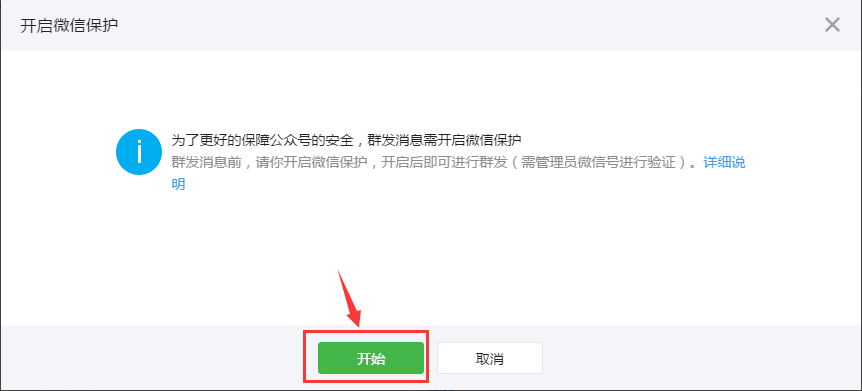 开启微信保护
为了更好的保障公众号的安全，群发消息需开启微信保护
群发消息前，请你开启微信保护，开启后即可进行群发（需管理员微信号进行验证）。详细说
明
开始
取消